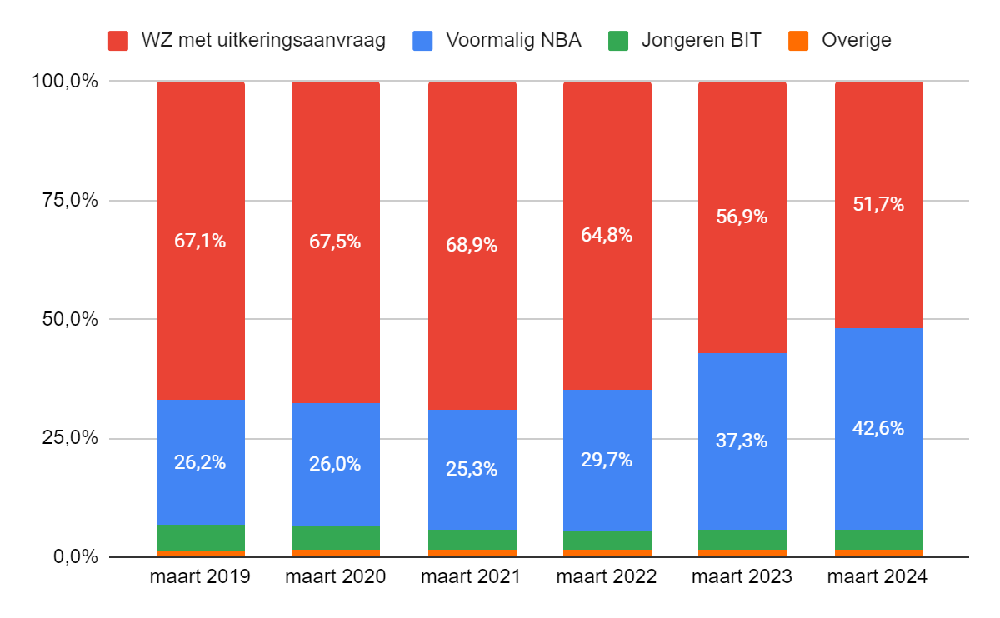 WZ met uitkeringsaanvraag Voormalig NBA Jongeren BIT Overige
100,0%
75,0%
50,0%
25,0%
0,0%
67,1% 67,5% 68,9% 64,8% 56,9% 51,7%
26,2% 26,0% 25,3% 29,7% 37,3% 42,6%
maart 2019 maart 2020 maart 2021 maart 2022 maart 2023 maart 2024